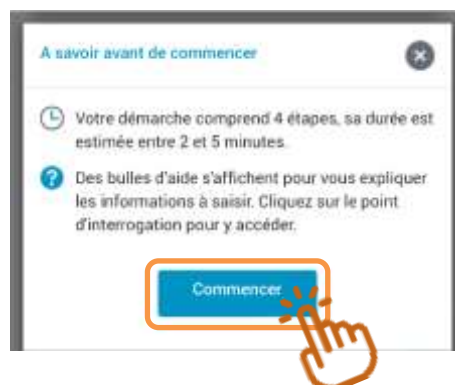 A savoir avant de commencer
Votre démarche comprend 4 étapes, sa durée est
estimée entre 2 et 5 minutes.
Des bulles d'aide s'affichent pour vous expliquer
les informations à saisir. Cliquez sur le point
d'interrogation pour y accéder.
Commencer